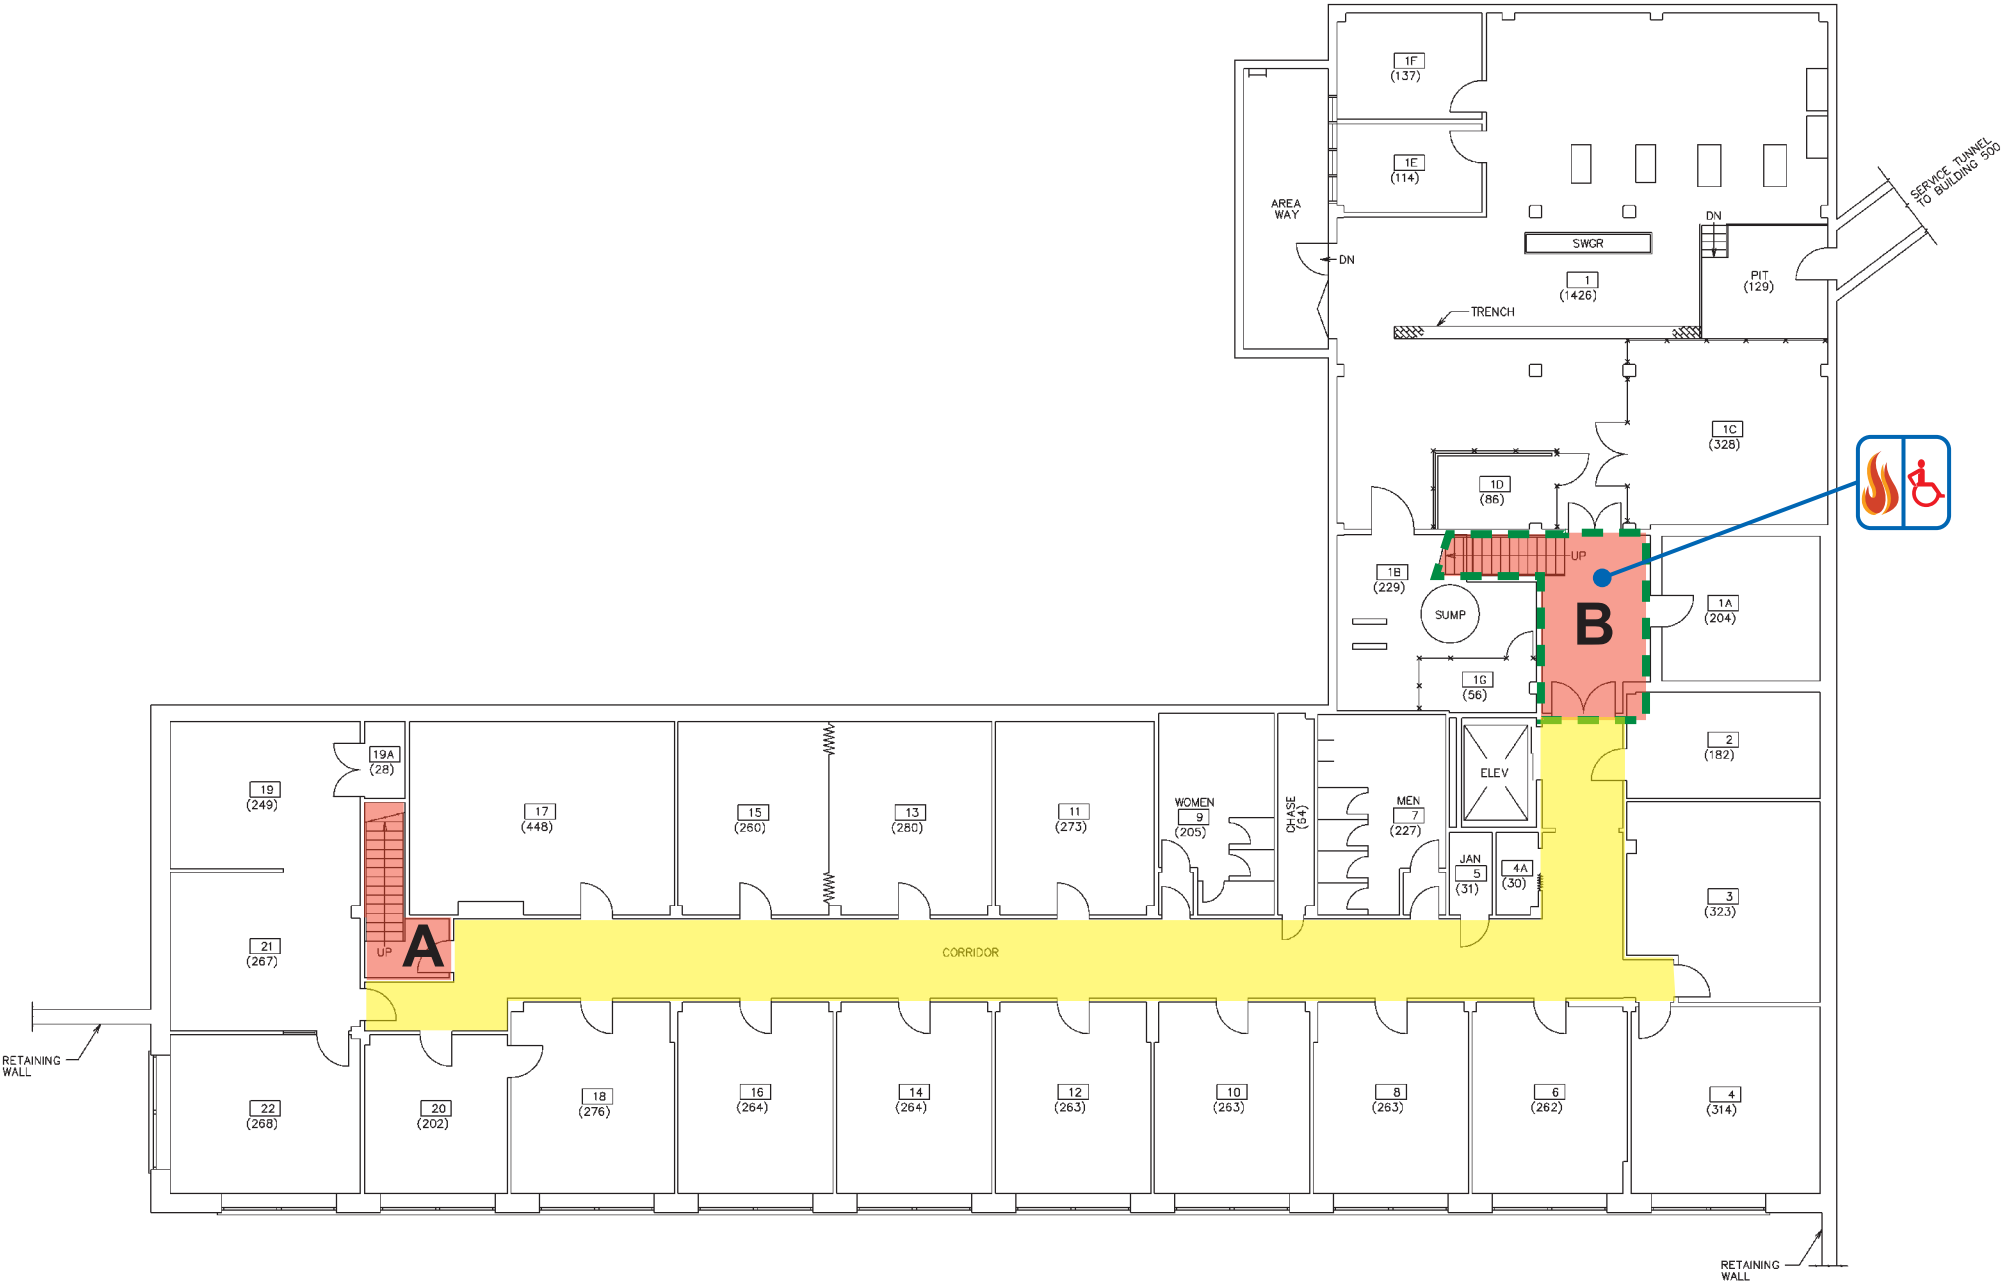 1F
(137)
1E
(114)
AREA
WAY
DN
SWGR
1
(1426)
DN
PIT
(129)
SERVICE TUNNEL
TO BUILDING 500
TRENCH
1C
(328)
1D
(86)
UP
1B
(229)
SUMP
B
1A
(204)
1G
(56)
2
(182)
ELEV
19A
(28)
19
(249)
17
(448)
15
(260)
13
(280)
11
(273)
WOMEN
9
(205)
CHASE
(64)
MEN
7
(227)
JAN
5
(31)
4A
(30)
3
(323)
21
(267)
UP
A
CORRIDOR
RETAINING
WALL
22
(268)
20
(202)
18
(276)
16
(264)
14
(264)
12
(263)
10
(263)
8
(263)
6
(262)
4
(314)
RETAINING
WALL